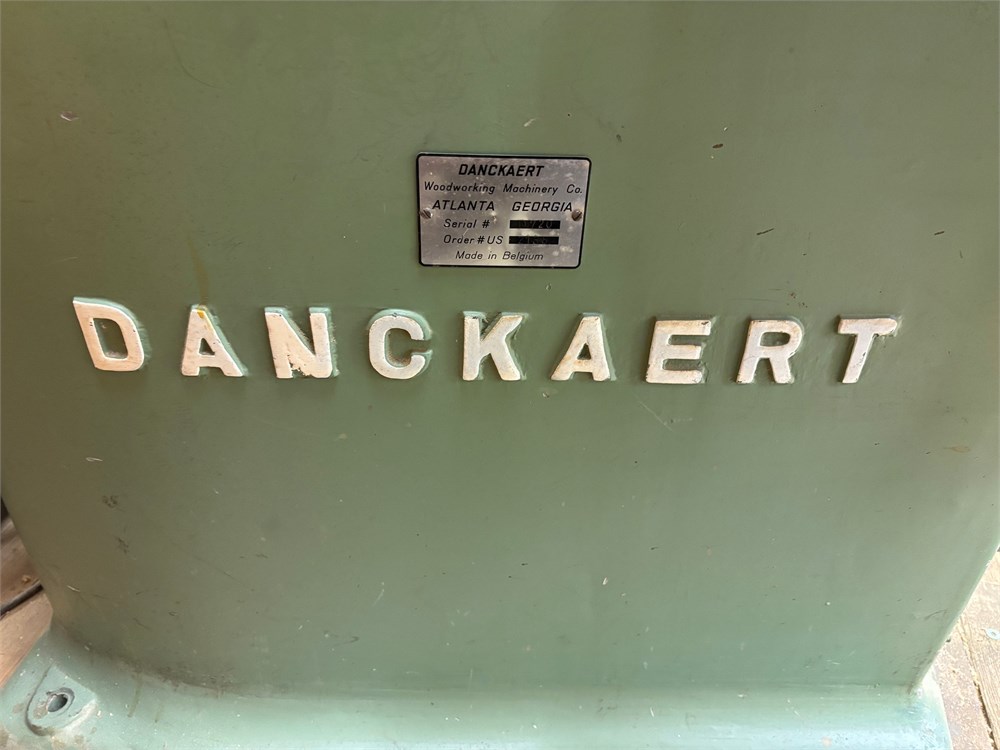 DANCKAERT
Woodworking Machinery Co.
ATLANTA GEORGIA
Serial #
Order # US
Made in Belgium
DANCKAERT